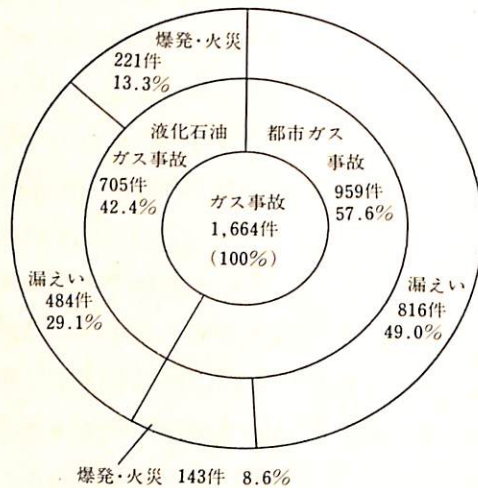 爆発・火災
221件
13.3%
液化石油
ガス事故
705件
42.4%
都市ガス
事故
959件
57.6%
ガス事故
1,664件
(100%)
漏えい
484件
29.1%
漏えい
816件
49.0%
爆発・火災 143件 8.6%